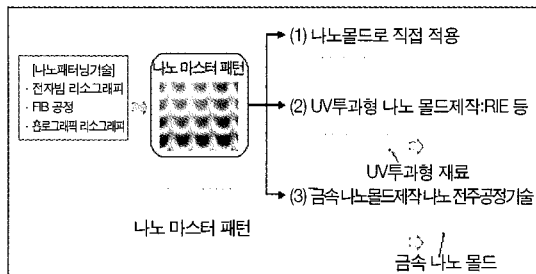 [나노패터닝기술]
· 전자빔 리소그래피
· FIB 공정
· 홀로그래픽 리소그래피
나노 마스터 패턴
나노 마스터 패턴
(1) 나노몰드로 직접 적용
(2) UV투과형 나노 몰드제작:RIE 등
UV투과형 재료
(3) 금속 나노몰드제작 나노 전주공정기술
금속 나노 몰드